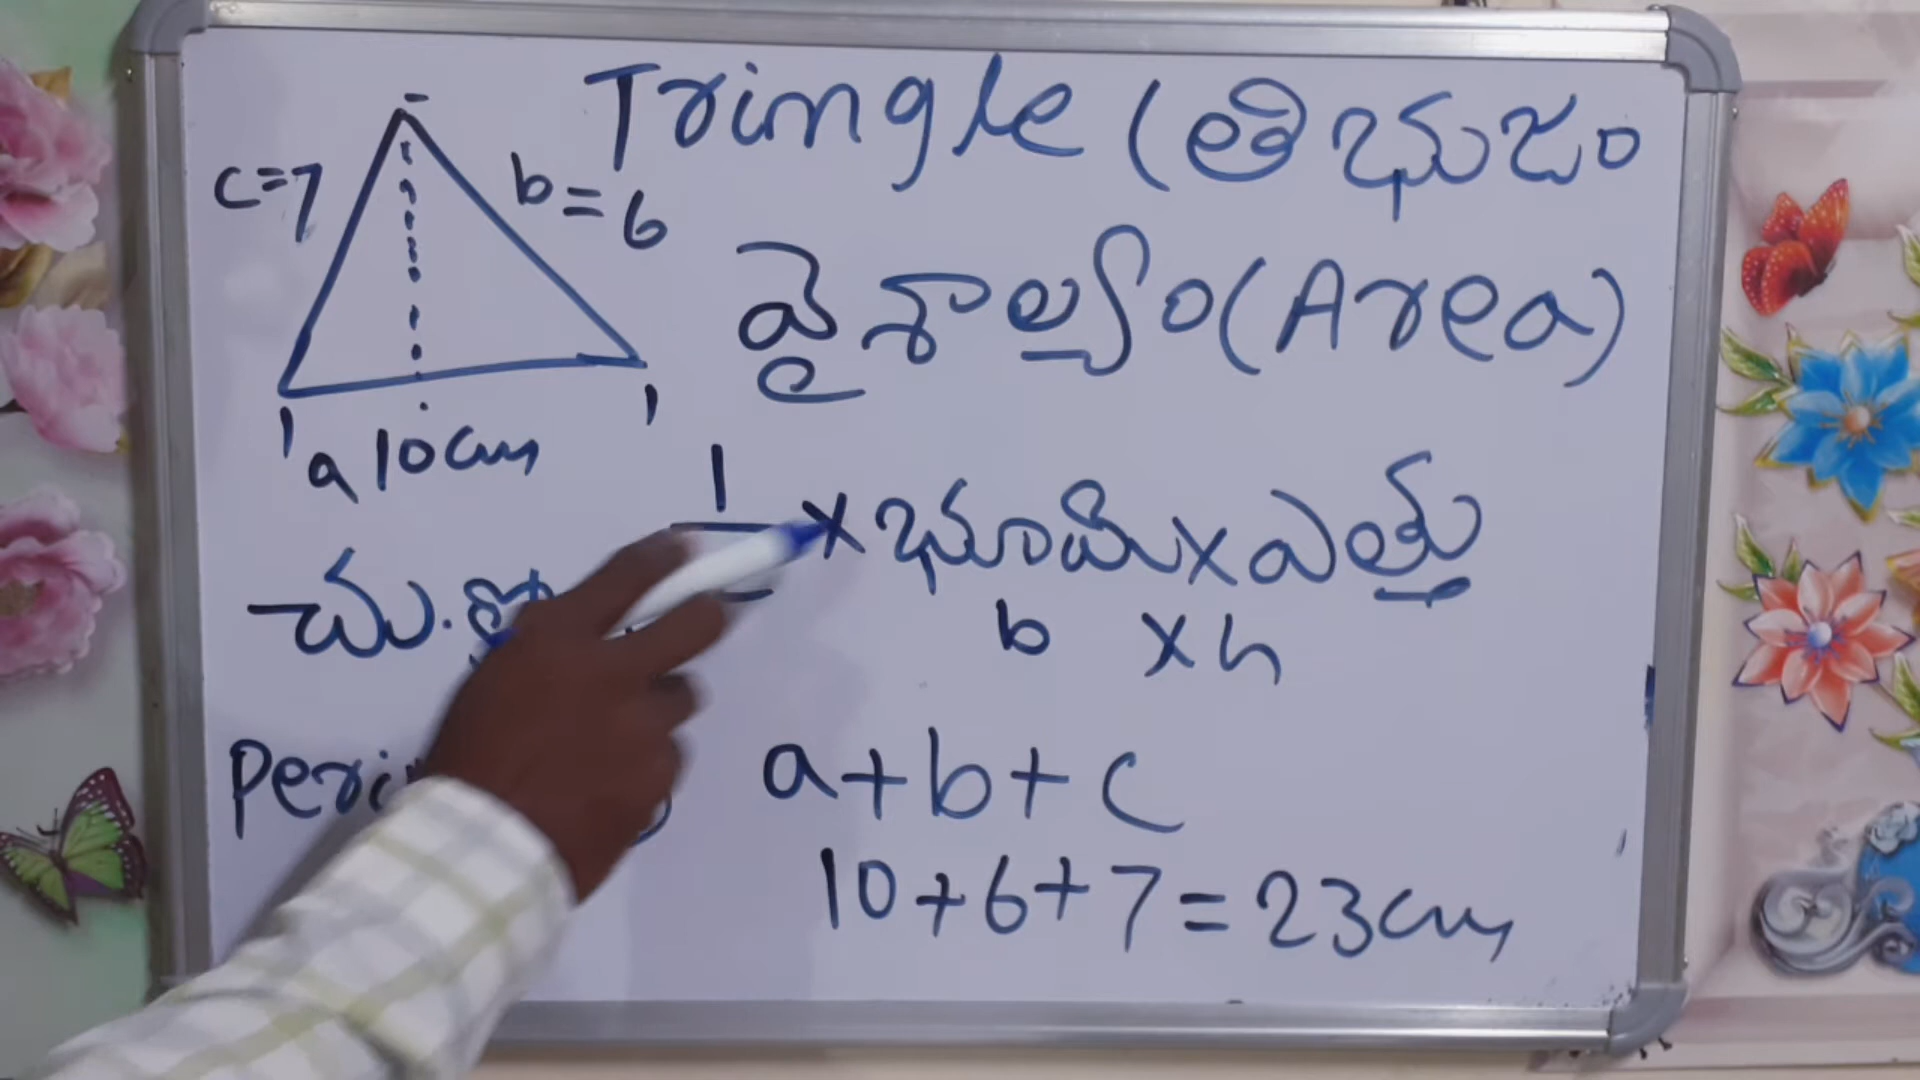 Tringle (తిభుజం
c=7
b=6
వైశాల్యం (Area)
a 10cm
1
× భూమి × ఎత్తు
b × h
చు.
a+b+c
10+6+7=23cm